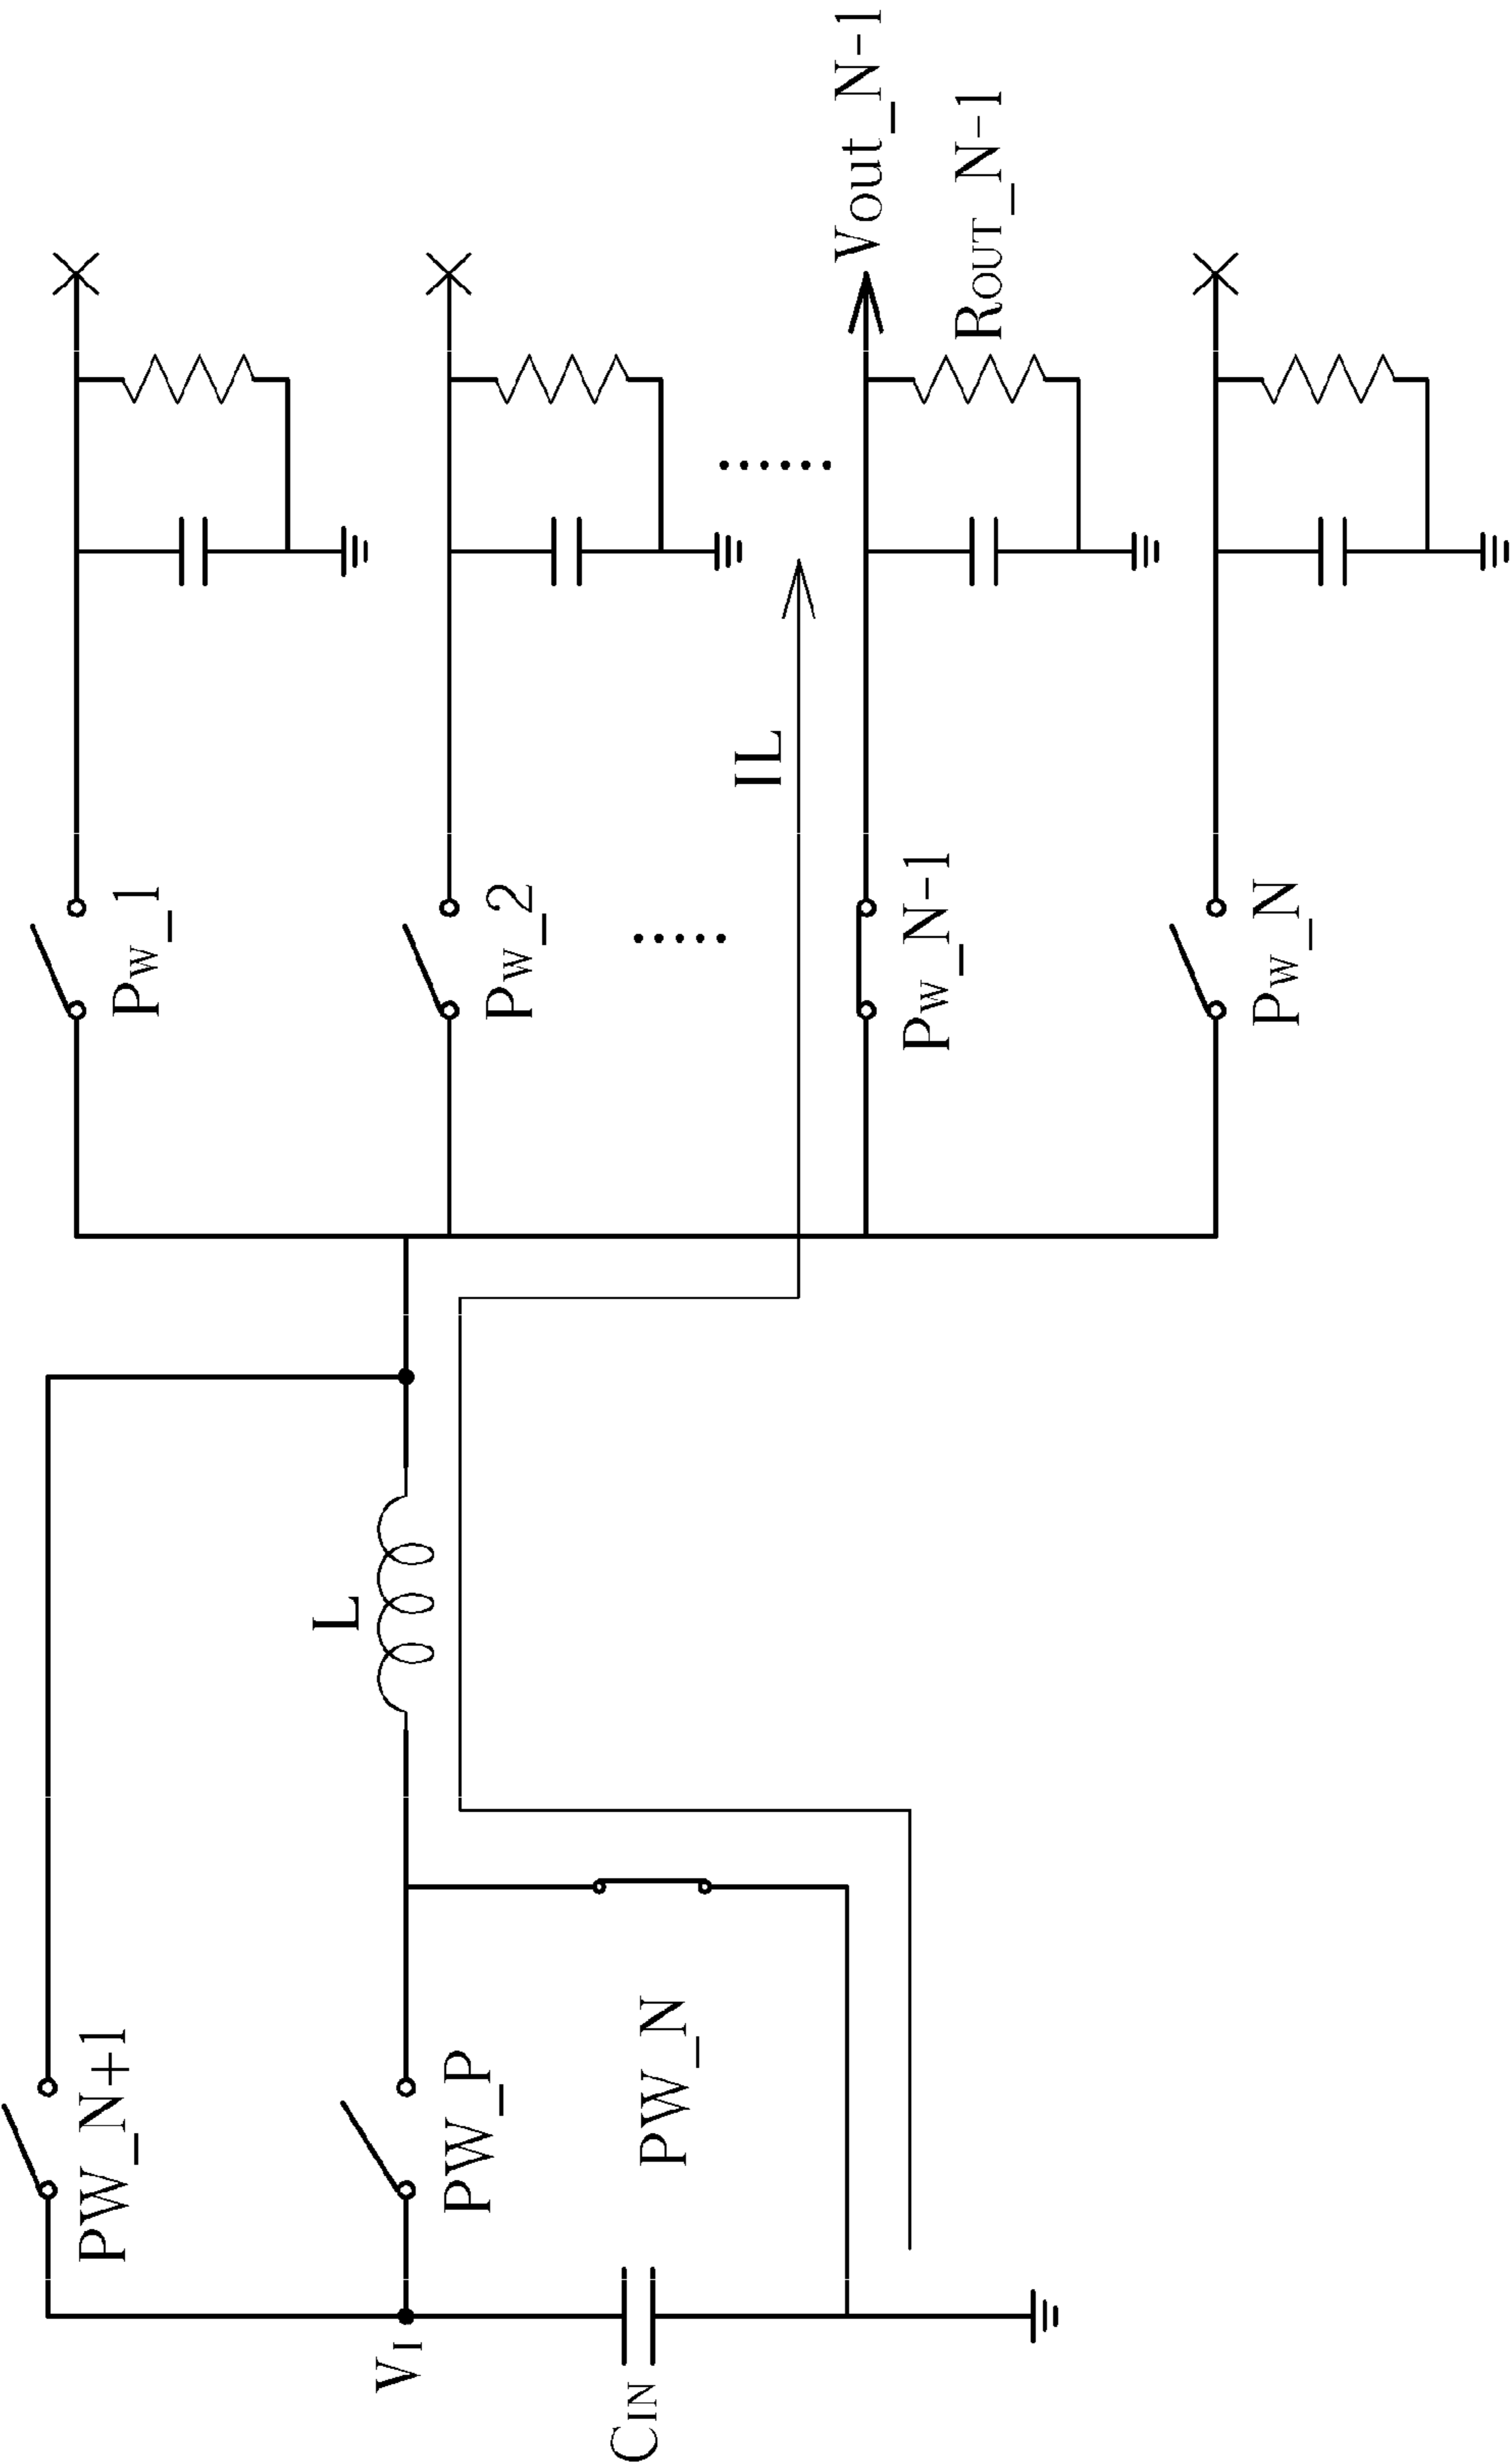 PW_N+1
VI
PW_P
L
CIN
PW_N
PW_1
PW_2
IL
PW_N-1
Vout_N-1
ROUT_N-1
PW_N